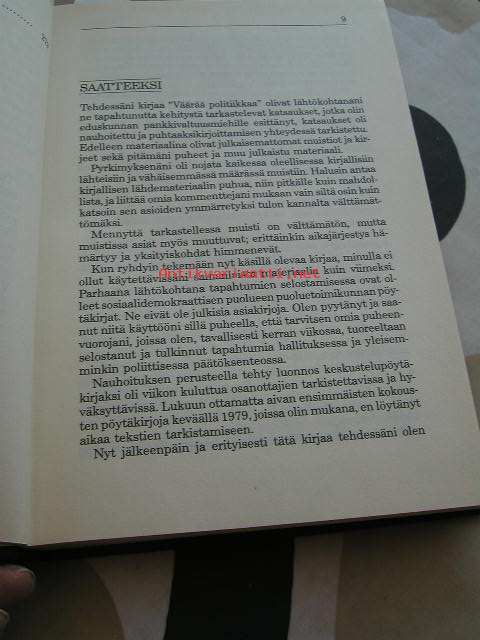 9
SAATTEEKSI
Tehdessäni kirjaa "Väärää politiikkaa" olivat lähtökohtanani
ne tapahtunutta kehitystä tarkastelevat katsaukset, jotka olin
eduskunnan pankkivaltuusmiehille esittänyt, katsaukset oli
nauhoitettu ja puhtaaksikirjoittamisen yhteydessä tarkistettu.
Edelleen materiaalina olivat julkaisemattomat muistiot ja kir-
jeet sekä pitämäni puheet ja muu julkaistu materiaali.
Pyrkimyksenäni oli nojata kaikessa oleellisessa kirjallisiin
lähteisiin ja vähäisemmässä määrässä muistiin. Halusin antaa
kirjallisen lähdemateriaalin puhua, niin pitkälle kuin mahdol-
lista, ja liittää omia kommenttejani mukaan vain siltä osin kuin
katsoin sen asioiden ymmärretyksi tulon kannalta välttämät-
tömäksi.
Mennyttä tarkastellessa muisti on välttämätön, mutta
muistissa asiat myös muuttuvat; erittäinkin aikajärjestys hä-
märtyy ja yksityiskohdat himmenevät.
Kun ryhdyin tekemään nyt käsillä olevaa kirjaa, minulla ei
ollut käytettävissäni samanlaista materiaalia kuin viimeksi.
Parhaana lähtökohtana tapahtumien selostamisessa ovat ol-
leet sosiaalidemokraattisen puolueen puoluetoimikunnan pöy-
täkirjat. Ne eivät ole julkisia asiakirjoja. Olen pyytänyt ja saa-
nut niitä käyttööni sillä puheella, että tarvitsen omia puheen-
vuorojani, joissa olen, tavallisesti kerran viikossa, tuoreeltaan
selostanut ja tulkinnut tapahtumia hallituksessa ja yleisem-
minkin poliittisessa päätöksenteossa.
Nauhoituksen perusteella tehty luonnos keskustelupöytä-
kirjaksi oli viikon kuluttua osanottajien tarkistettavissa ja hy-
väksyttävissä. Lukuun ottamatta aivan ensimmäisten kokous-
ten pöytäkirjoja keväällä 1979, joissa olin mukana, en löytänyt
aikaa tekstien tarkistamiseen.
Nyt jälkeenpäin ja erityisesti tätä kirjaa tehdessäni olen